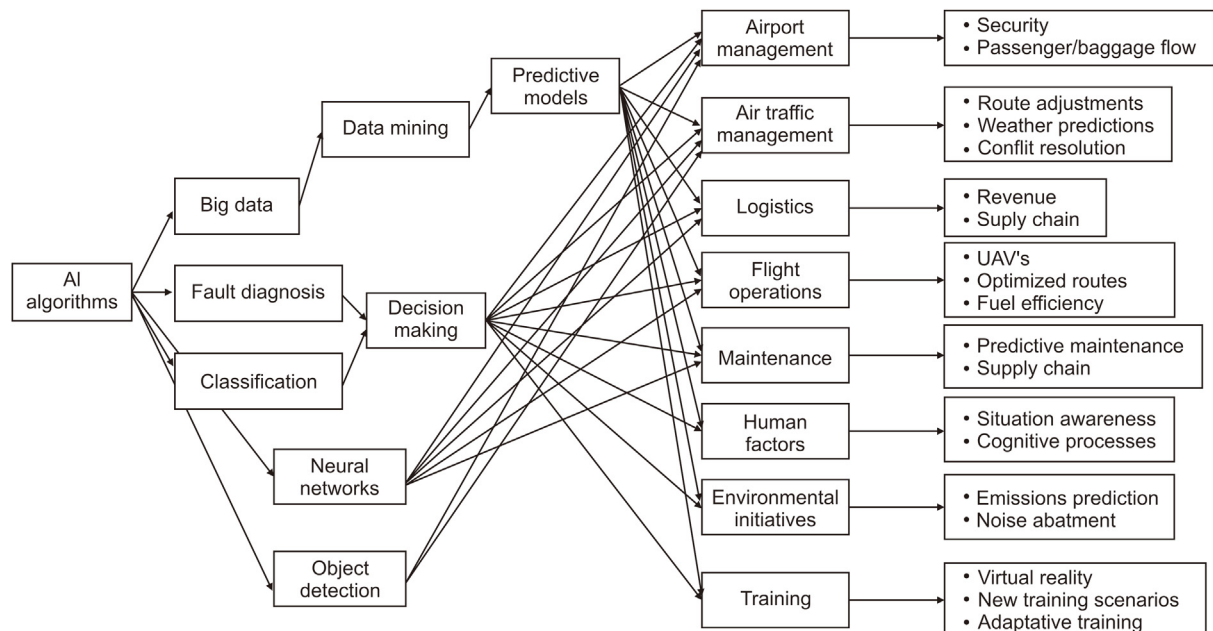 AI
algorithms
Big data
Fault diagnosis
Classification
Neural
networks
Object
detection
Data mining
Decision
making
Predictive
models
Airport
management
Air traffic
management
Logistics
Flight
operations
Maintenance
Human
factors
Environmental
initiatives
Training
• Security
• Passenger/baggage flow
• Route adjustments
• Weather predictions
• Conflit resolution
• Revenue
• Suply chain
• UAV's
• Optimized routes
• Fuel efficiency
• Predictive maintenance
• Supply chain
• Situation awareness
• Cognitive processes
• Emissions prediction
• Noise abatment
• Virtual reality
• New training scenarios
• Adaptative training